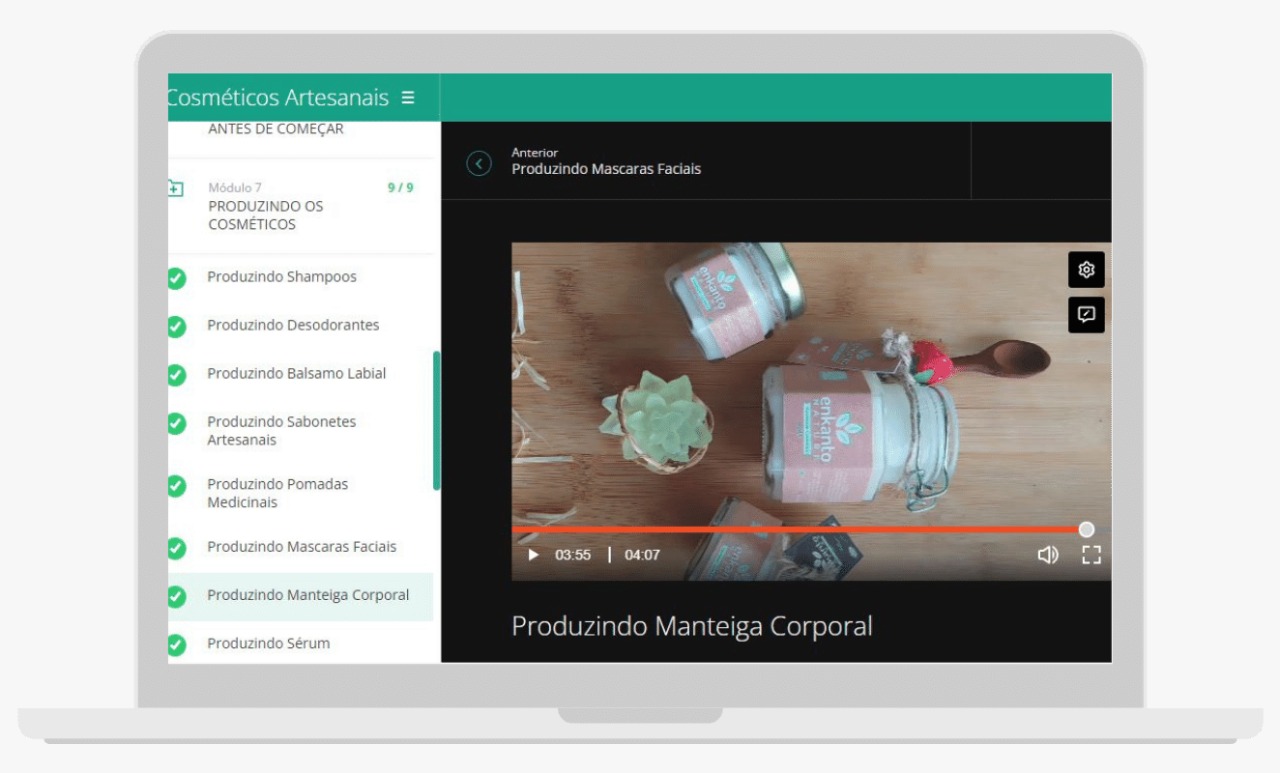 Cosméticos Artesanais
ANTES DE COMEÇAR
Módulo 7
9 / 9
PRODUZINDO OS
COSMÉTICOS
Produzindo Shampoos
Produzindo Desodorantes
Produzindo Balsamo Labial
Produzindo Sabonetes
Artesanais
Produzindo Pomadas
Medicinais
Produzindo Mascaras Faciais
Produzindo Manteiga Corporal
Produzindo Sérum
Anterior
Produzindo Mascaras Faciais
enkanto
enkanto
03:55 | 04:07
Produzindo Manteiga Corporal